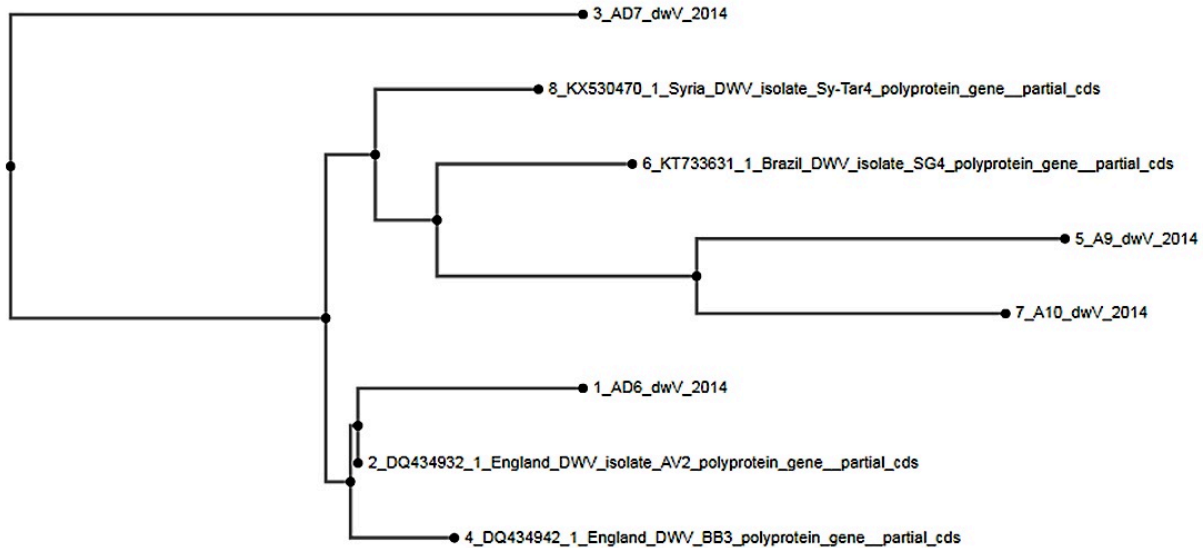 3_AD7_dwV_2014
8_KX530470_1_Syria_DWV_isolate_Sy-Tar4_polyprotein_gene__partial_cds
6_KT733631_1_Brazil_DWV_isolate_SG4_polyprotein_gene__partial_cds
5_A9_dwV_2014
7_A10_dwV_2014
1_AD6_dwV_2014
2_DQ434932_1_England_DWV_isolate_AV2_polyprotein_gene__partial_cds
4_DQ434942_1_England_DWV_BB3_polyprotein_gene__partial_cds